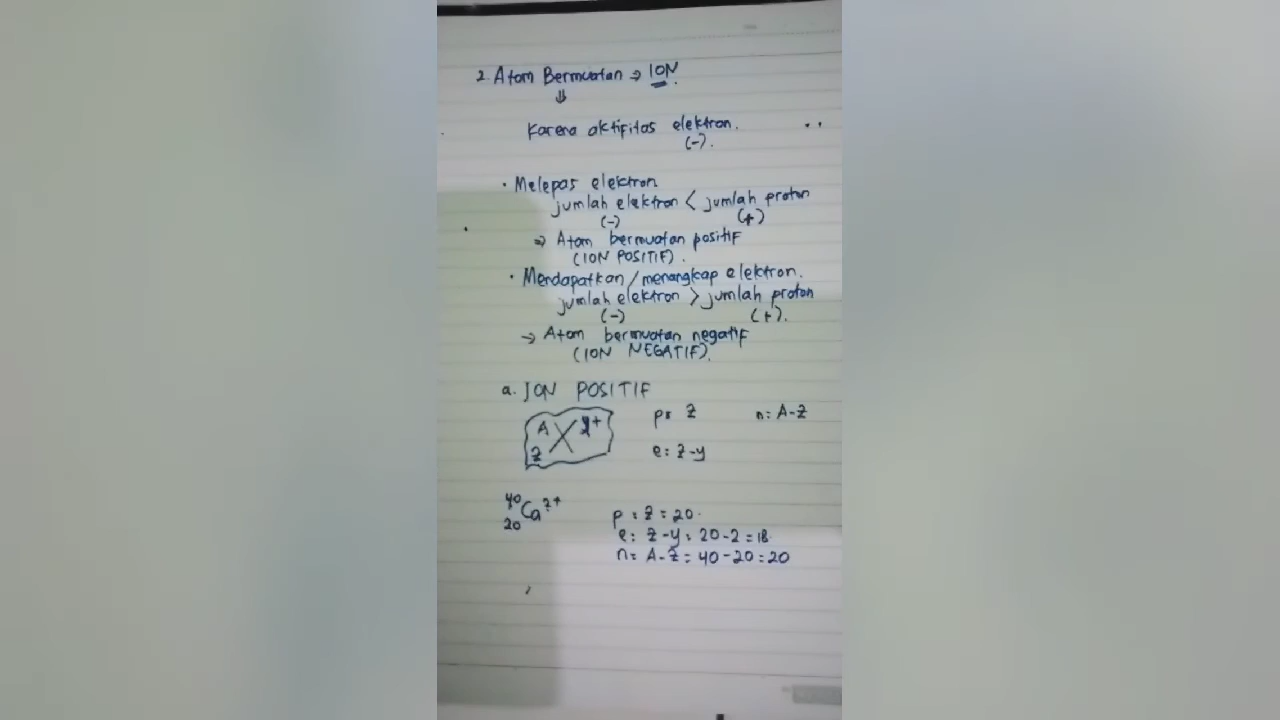 2. Atom Bermuatan ⇒ ION.
⇓
Karena aktifitas elektron.
(-).
• Melepas elektron
jumlah elektron < jumlah proton
(-) (+)
⇒ Atom bermuatan positif
(ION POSITIF).
• Mendapatkan/menangkap elektron.
jumlah elektron > jumlah proton
(-) (+).
→ Atom bermuatan negatif
(ION NEGATIF).
a. ION POSITIF
A X y+ p: Z n: A-Z
Z e: Z-y
40 Ca 2+
20 p: Z = 20.
e: Z-y = 20-2 = 18.
n= A-Z = 40-20 = 20